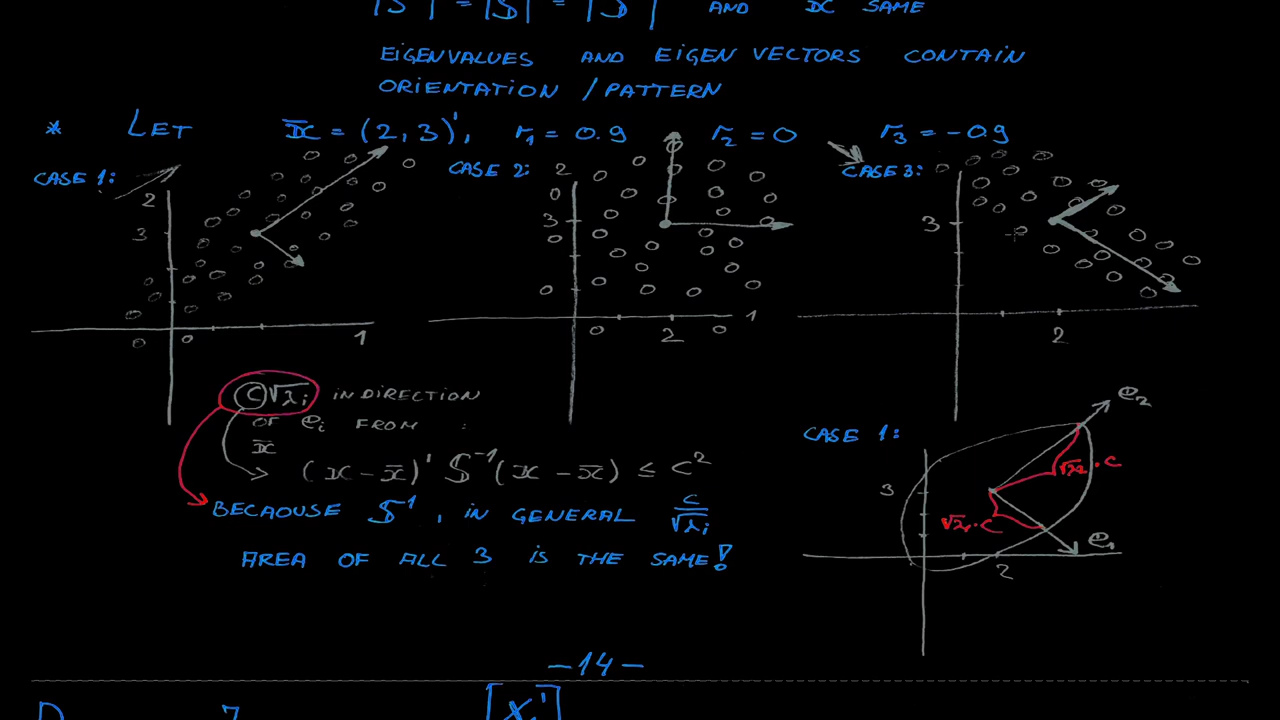 |S| = |S| = |S| AND x SAME
EIGENVALUES AND EIGEN VECTORS CONTAIN
ORIENTATION / PATTERN
* LET x̄ = (2, 3)', r₁ = 0.9 r₂ = 0 r₃ = -0.9
CASE 1: CASE 2: CASE 3:
2
3
0
1
2
0
3
0
2
1
3
2
C√λᵢ IN DIRECTION
OF eᵢ FROM :
x̄
(x - x̄)' S⁻¹ (x - x̄) ≤ C²
BECAOUSE S⁻¹, IN GENERAL C/√λᵢ
AREA OF ALL 3 IS THE SAME!
CASE 1:
e₂
√λ₂ · C
3
√λ₁ · C
e₁
2
-14-